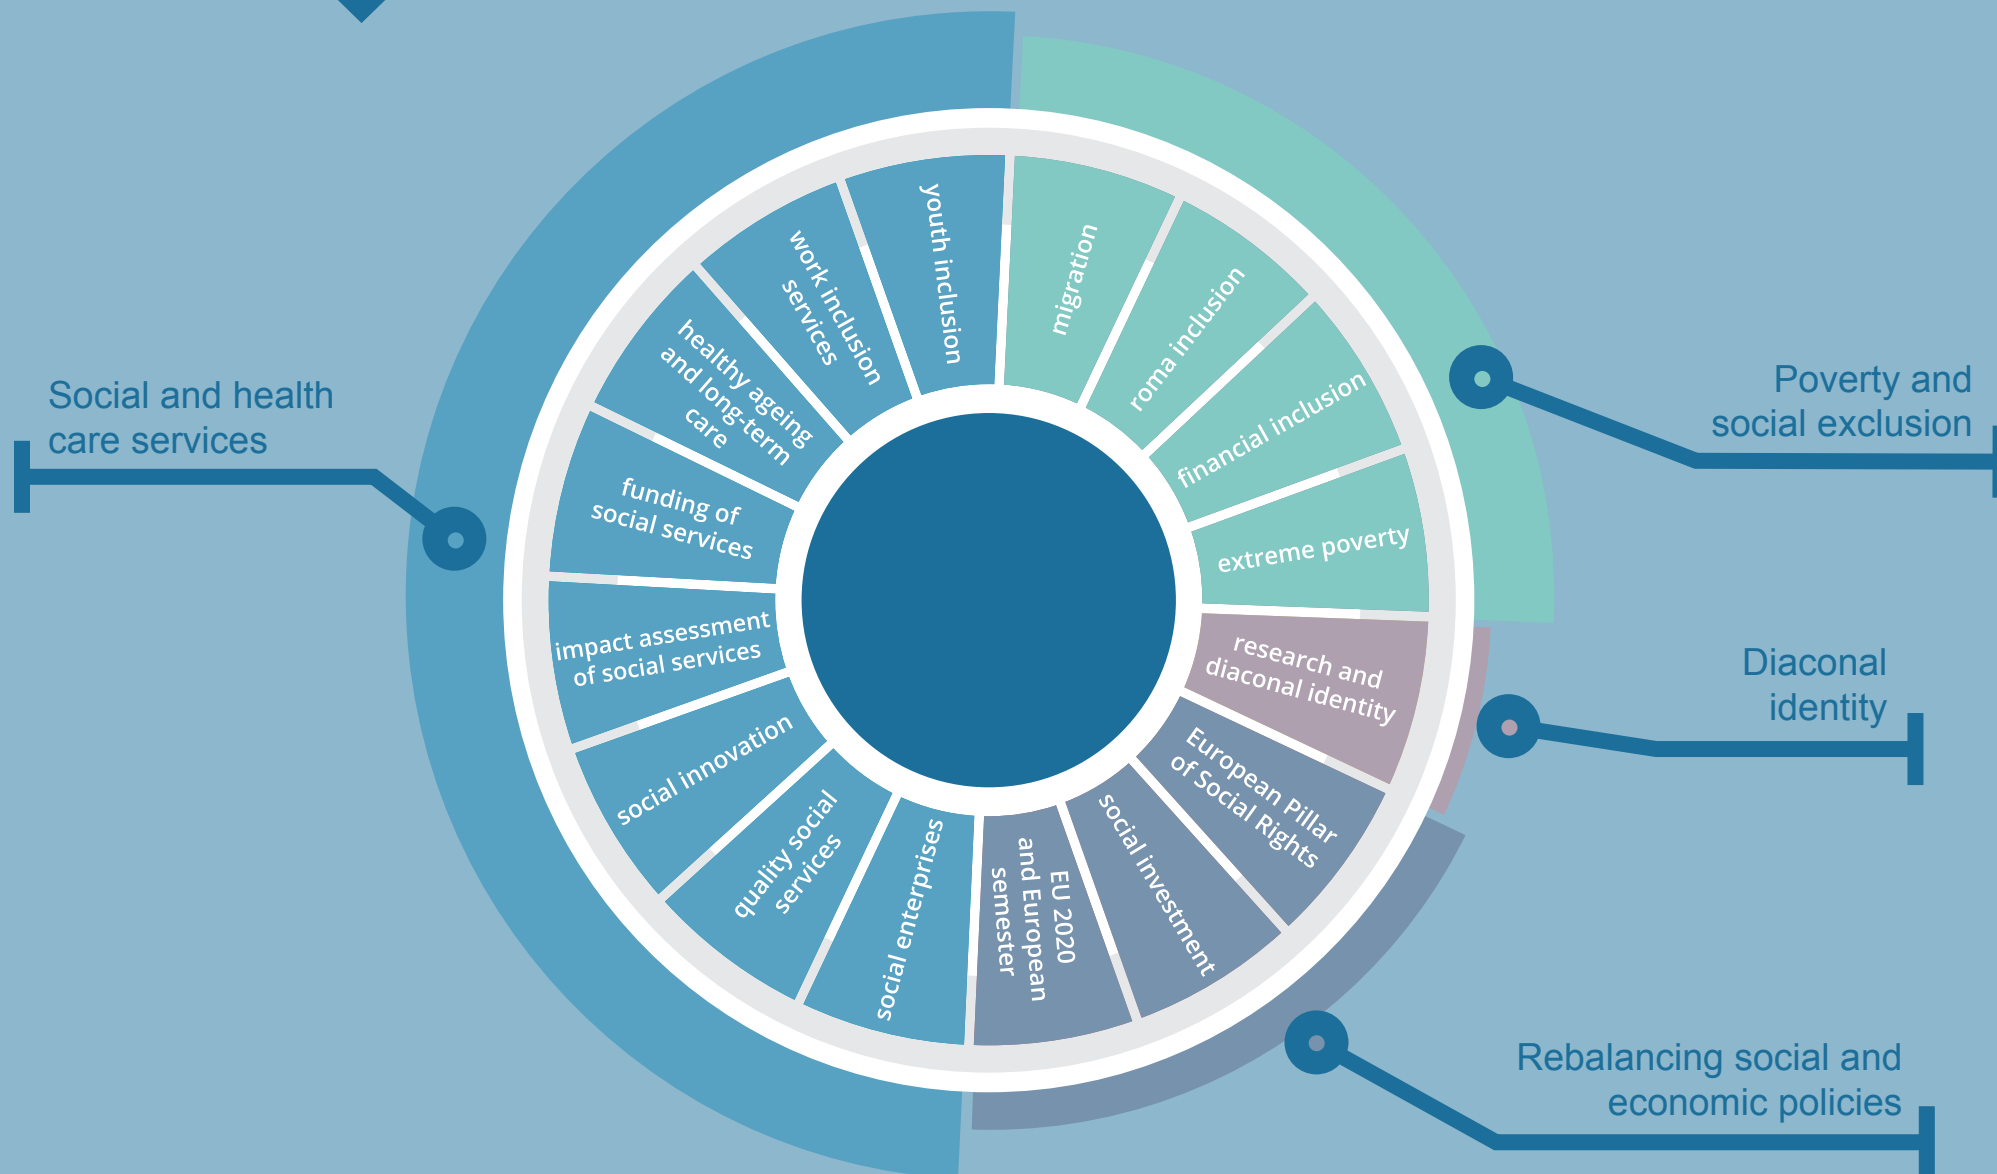 Social and health
care services
youth inclusion
work inclusion
services
healthy ageing
and long-term
care
funding of
social services
impact assessment
of social services
social innovation
quality social
services
social enterprises
migration
roma inclusion
financial inclusion
extreme poverty
research and
diaconal identity
European Pillar
of Social Rights
social investment
EU 2020
and European
semester
Poverty and
social exclusion
Diaconal
identity
Rebalancing social and
economic policies